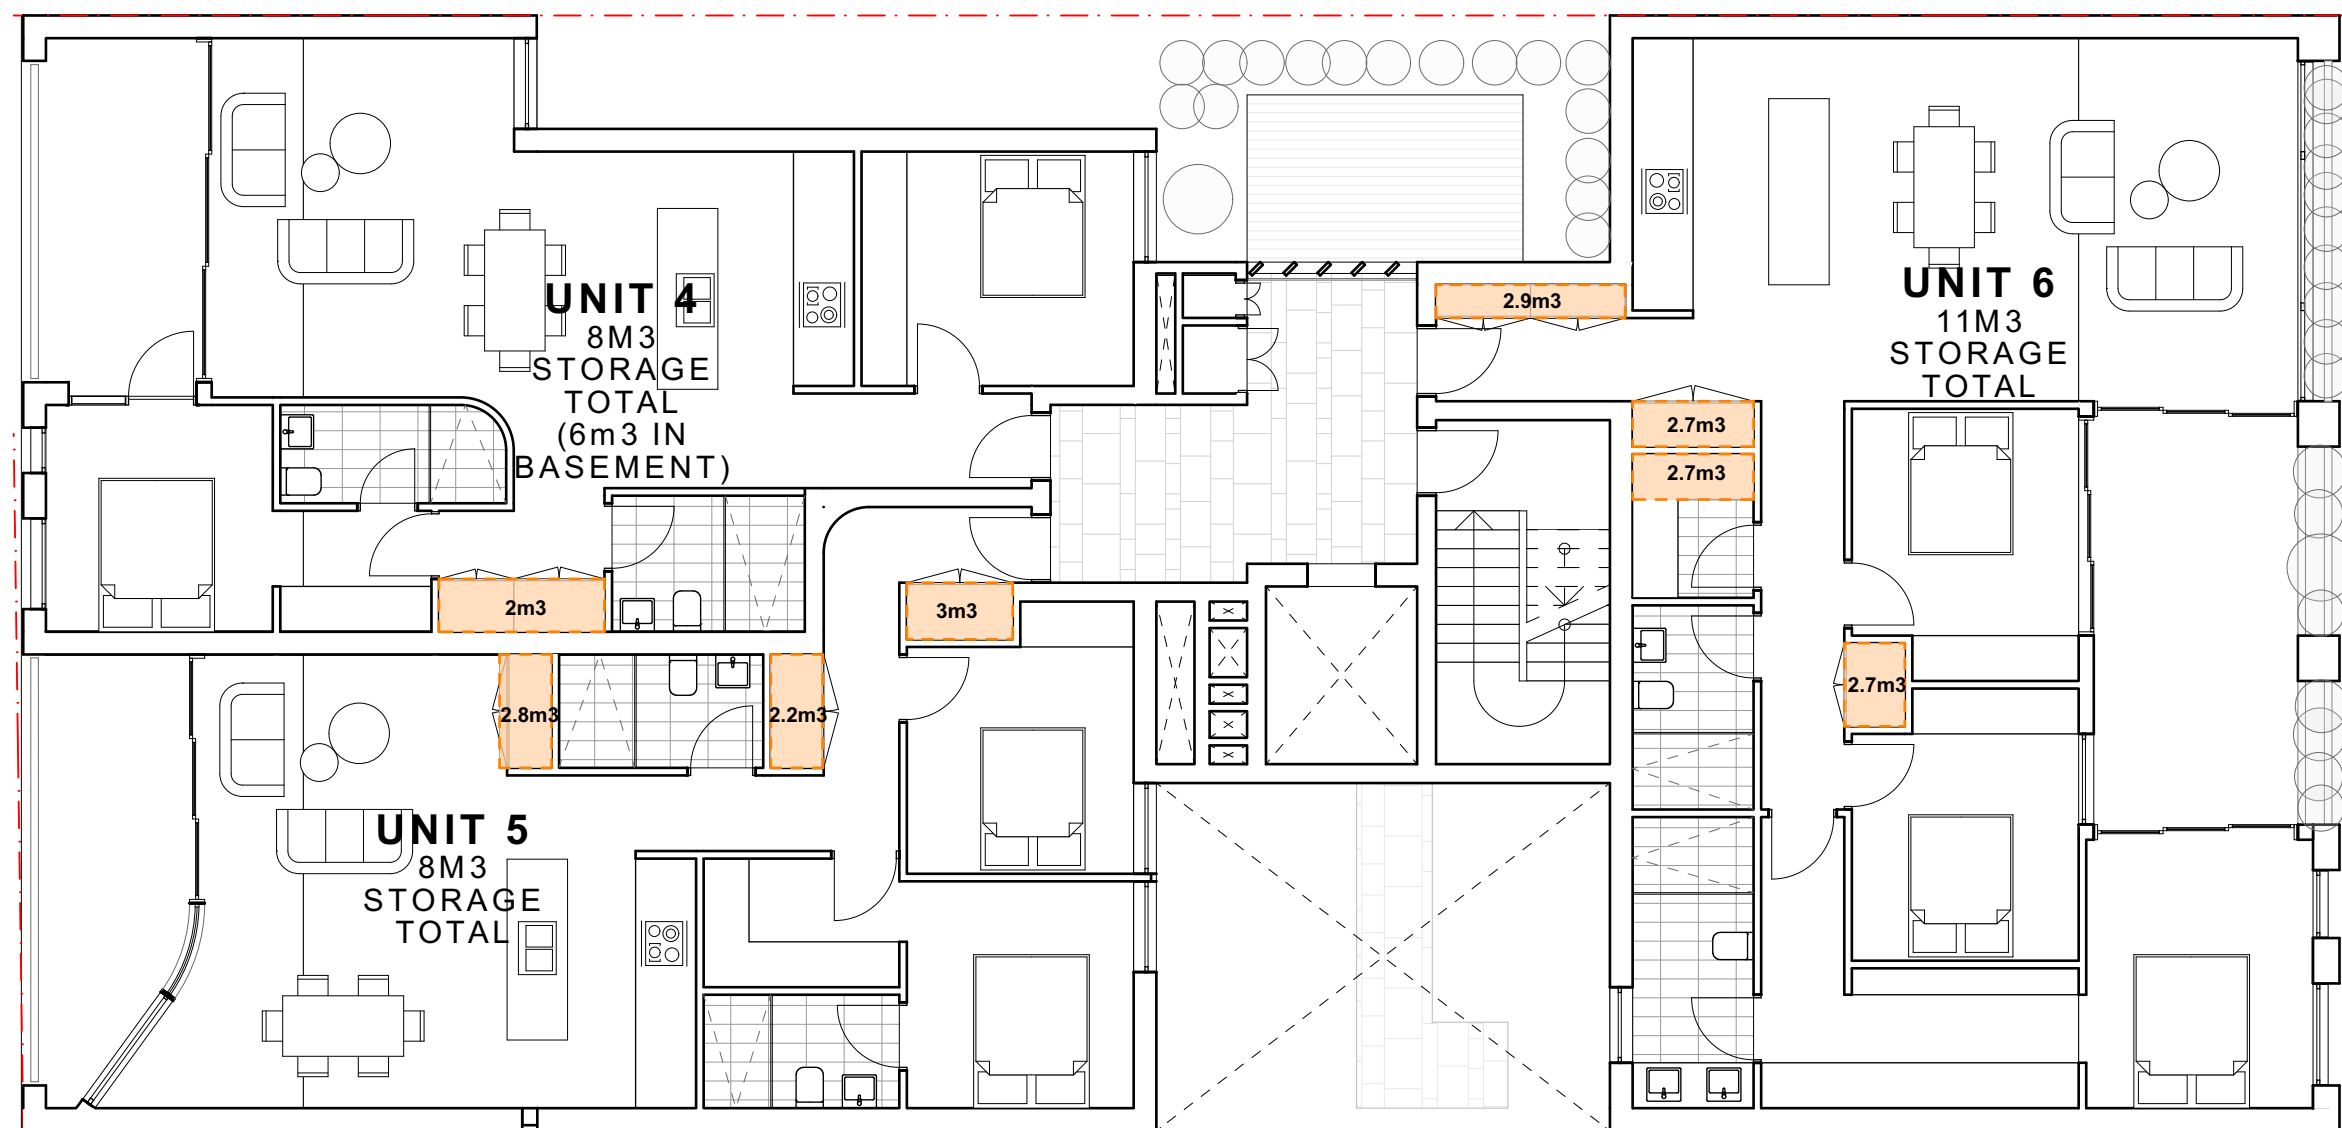 UNIT 4
8M3
STORAGE
TOTAL
(6m3 IN
BASEMENT)
2.9m3
UNIT 6
11M3
STORAGE
TOTAL
2.7m3
2.7m3
2m3
3m3
2.8m3
2.2m3
2.7m3
UNIT 5
8M3
STORAGE
TOTAL